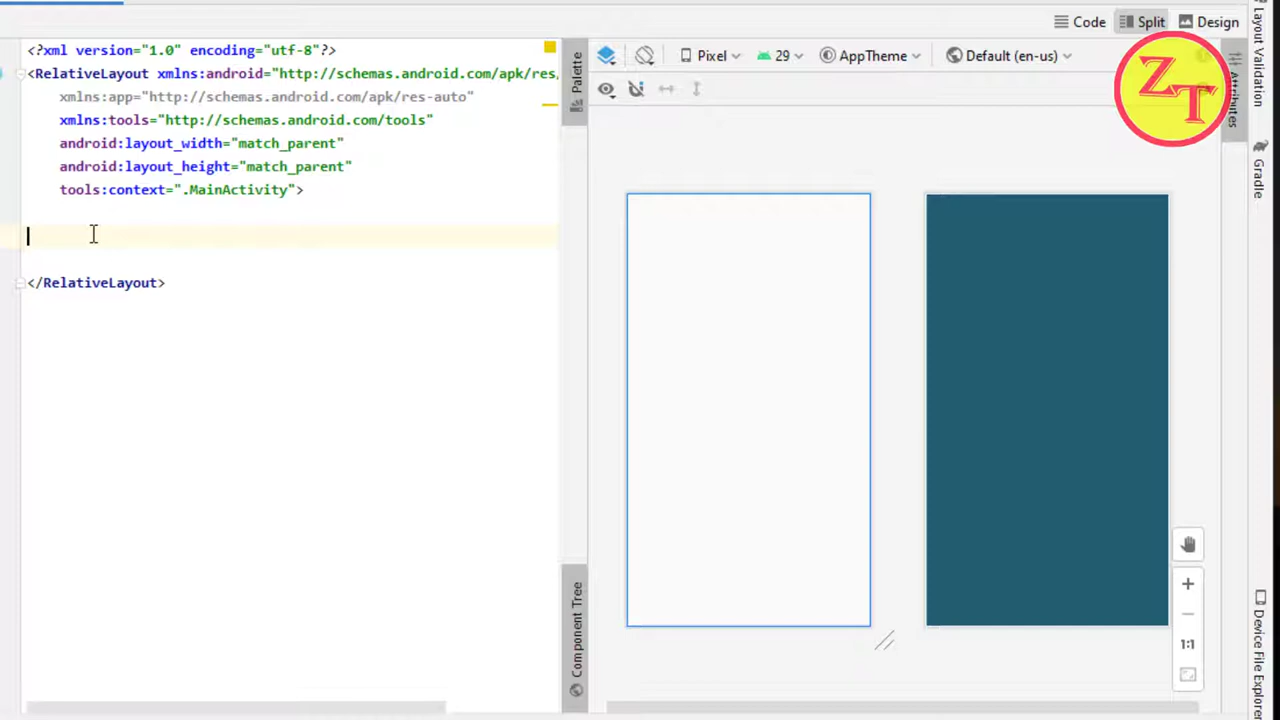 Code
Split
Design
<?xml version="1.0" encoding="utf-8"?>
<RelativeLayout xmlns:android="http://schemas.android.com/apk/res/
xmlns:app="http://schemas.android.com/apk/res-auto"
xmlns:tools="http://schemas.android.com/tools"
android:layout_width="match_parent"
android:layout_height="match_parent"
tools:context=".MainActivity">
</RelativeLayout>
Palette
Component Tree
Pixel
29
AppTheme
Default (en-us)
ZT
Attributes
1:1
Layout Validation
Gradle
Device File Explorer